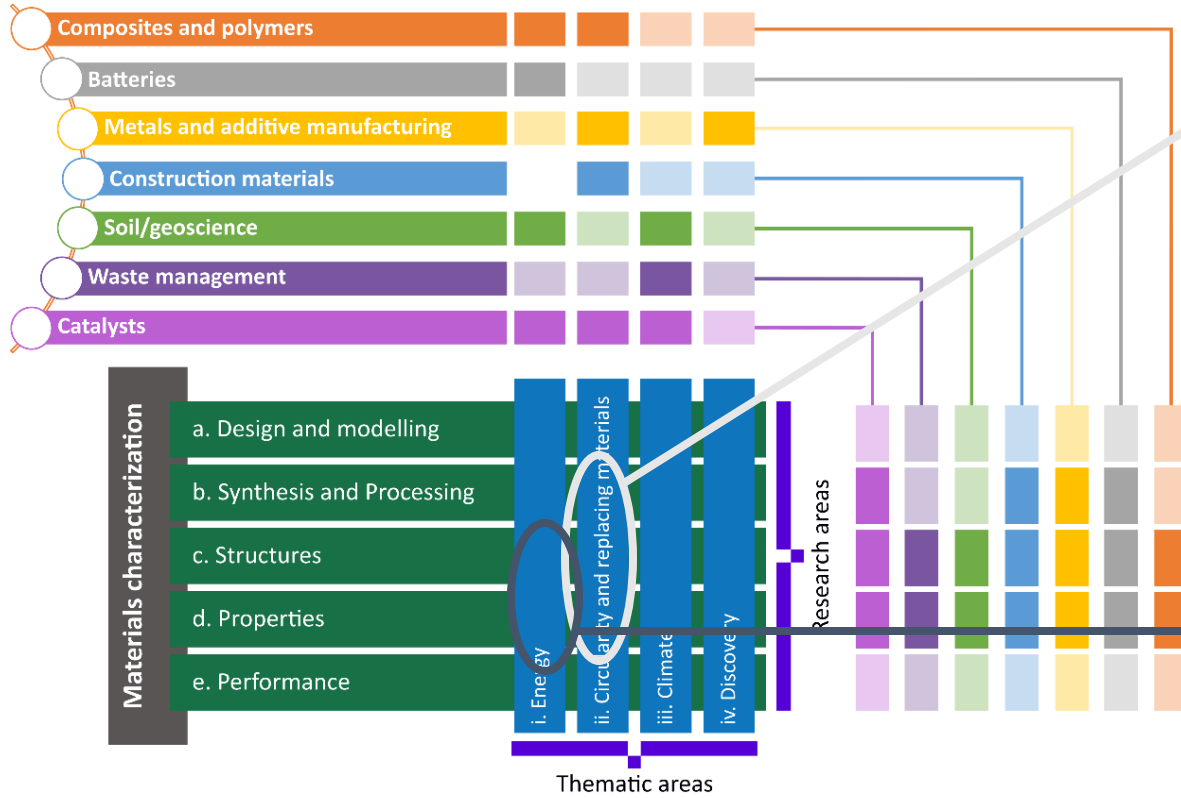 Composites and polymers
Batteries
Metals and additive manufacturing
Construction materials
Soil/geoscience
Waste management
Catalysts
Materials characterization
a. Design and modelling
b. Synthesis and Processing
c. Structures
d. Properties
e. Performance
i. Energy
ii. Circularity and replacing materials
iii. Climate
iv. Discovery
Research areas
Thematic areas